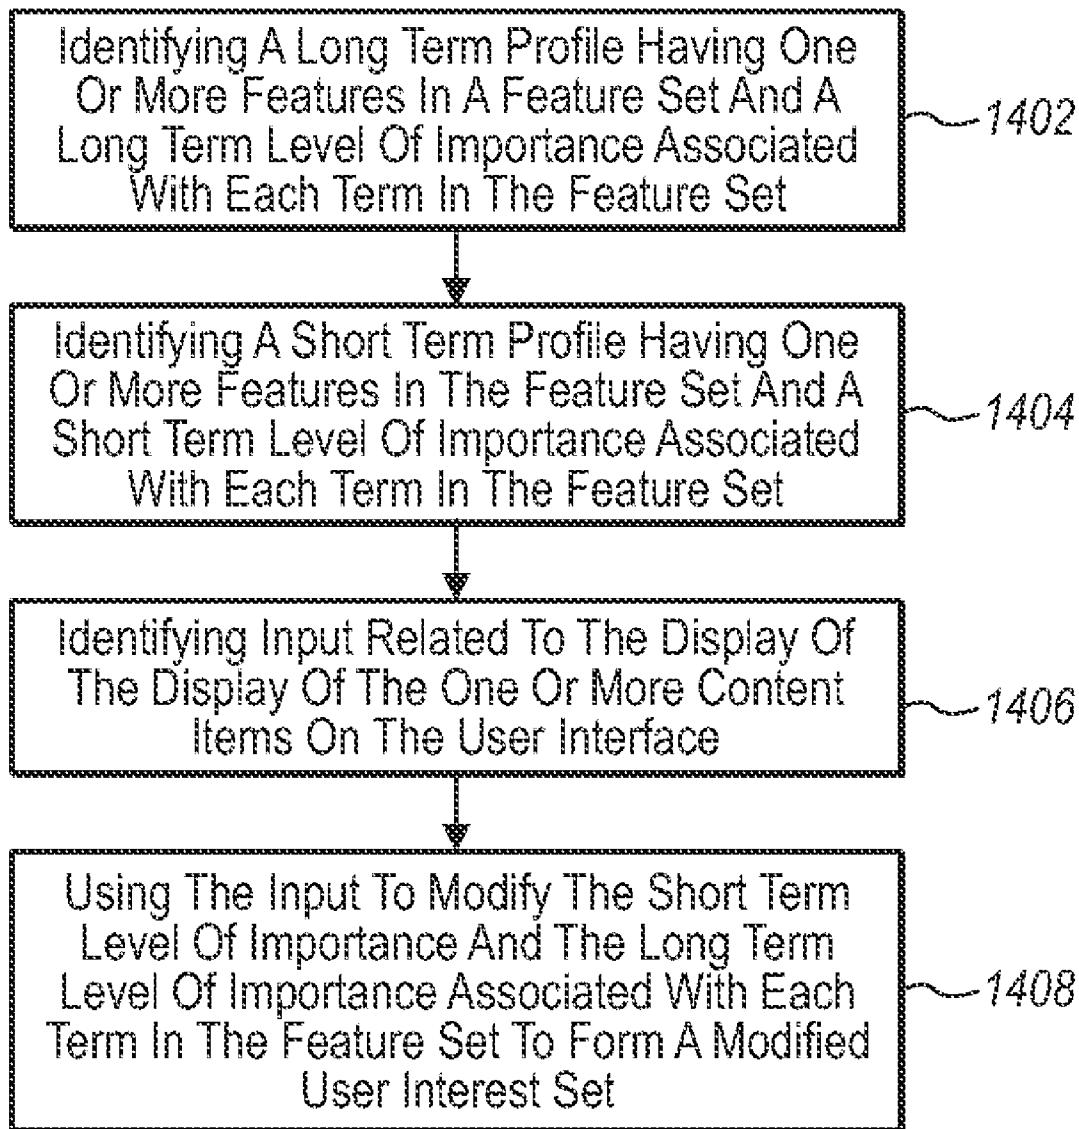 Identifying A Long Term Profile Having One
Or More Features In A Feature Set And A
Long Term Level Of Importance Associated
With Each Term In The Feature Set
1402
Identifying A Short Term Profile Having One
Or More Features In The Feature Set And A
Short Term Level Of Importance Associated
With Each Term In The Feature Set
1404
Identifying Input Related To The Display Of
The Display Of The One Or More Content
Items On The User Interface
1406
Using The Input To Modify The Short Term
Level Of Importance And The Long Term
Level Of Importance Associated With Each
Term In The Feature Set To Form A Modified
User Interest Set
1408